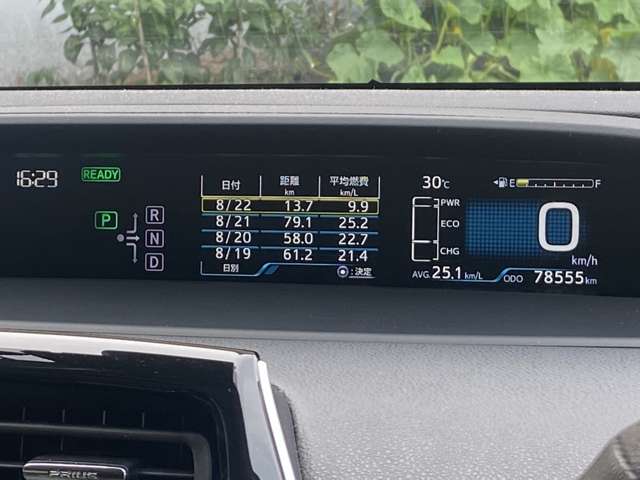 16:29
READY
P
R
N
D
日付 距離 km 平均燃費 km/L
8/22 13.7 9.9
8/21 79.1 25.2
8/20 58.0 22.7
8/19 61.2 21.4
日別 :決定
30℃
E F
PWR
ECO
CHG
0
km/h
AVG. 25.1 km/L
ODO 78555 km
PRIUS